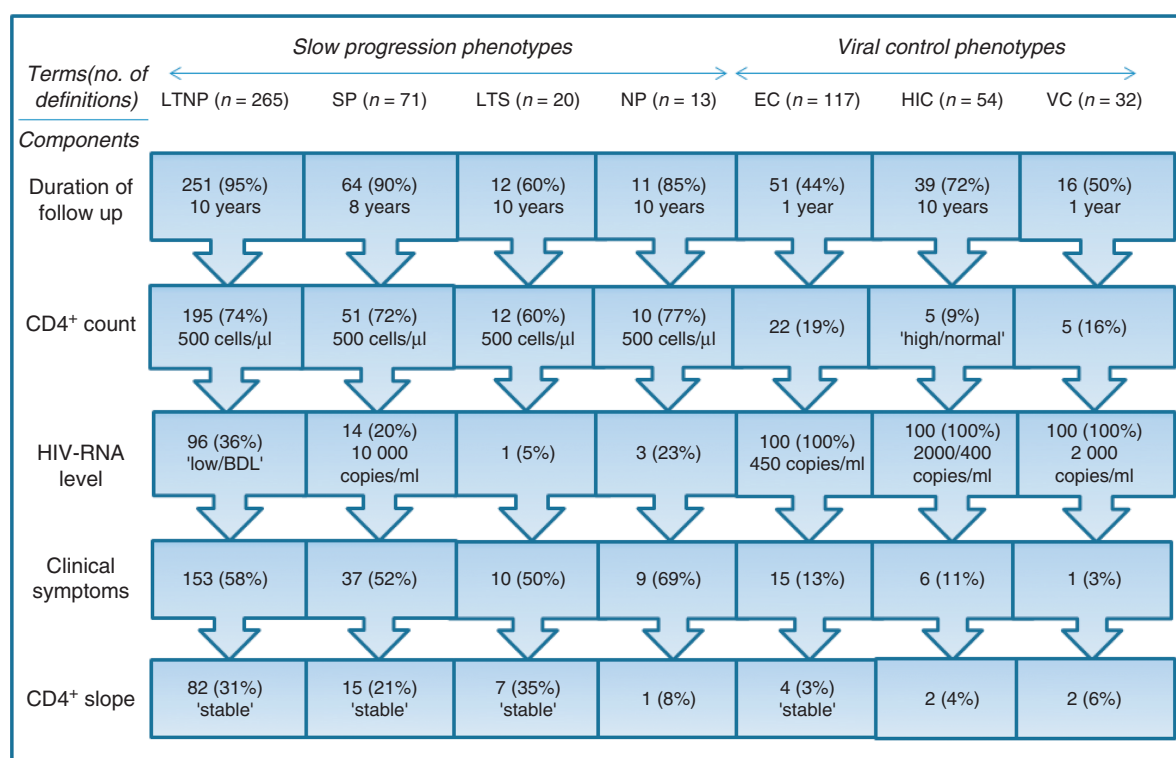 Slow progression phenotypes
Viral control phenotypes
Terms(no. of
definitions)
LTNP (n = 265)
SP (n = 71)
LTS (n = 20)
NP (n = 13)
EC (n = 117)
HIC (n = 54)
VC (n = 32)
Components
Duration of
follow up
251 (95%)
10 years
64 (90%)
8 years
12 (60%)
10 years
11 (85%)
10 years
51 (44%)
1 year
39 (72%)
10 years
16 (50%)
1 year
CD4⁺ count
195 (74%)
500 cells/µl
51 (72%)
500 cells/µl
12 (60%)
500 cells/µl
10 (77%)
500 cells/µl
22 (19%)
5 (9%)
'high/normal'
5 (16%)
HIV-RNA
level
96 (36%)
'low/BDL'
14 (20%)
10 000
copies/ml
1 (5%)
3 (23%)
100 (100%)
450 copies/ml
100 (100%)
2000/400
copies/ml
100 (100%)
2 000
copies/ml
Clinical
symptoms
153 (58%)
37 (52%)
10 (50%)
9 (69%)
15 (13%)
6 (11%)
1 (3%)
CD4⁺ slope
82 (31%)
'stable'
15 (21%)
'stable'
7 (35%)
'stable'
1 (8%)
4 (3%)
'stable'
2 (4%)
2 (6%)